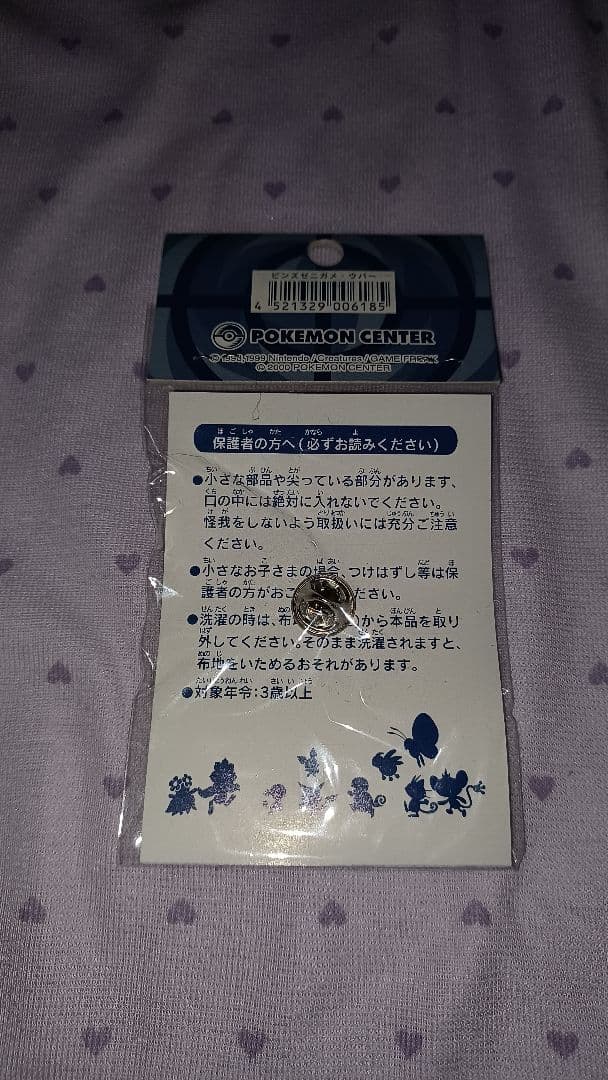 ピンズゼニガメ・ウパー
4 521329 006185
POKEMON CENTER
1999 Nintendo/Creatures/GAME FREAK
© 2000 POKEMON CENTER
保護者の方へ(必ずお読みください)
●小さな部品や尖っている部分があります、
口の中には絶対に入れないでください。
怪我をしないよう取扱いには充分ご注意
ください。
●小さなお子さまの場合、つけはずし等は保
護者の方がおこ ください。
●洗濯の時は、布 から本品を取り
外してください。そのまま洗濯されますと、
布地をいためるおそれがあります。
●対象年令:3歳以上